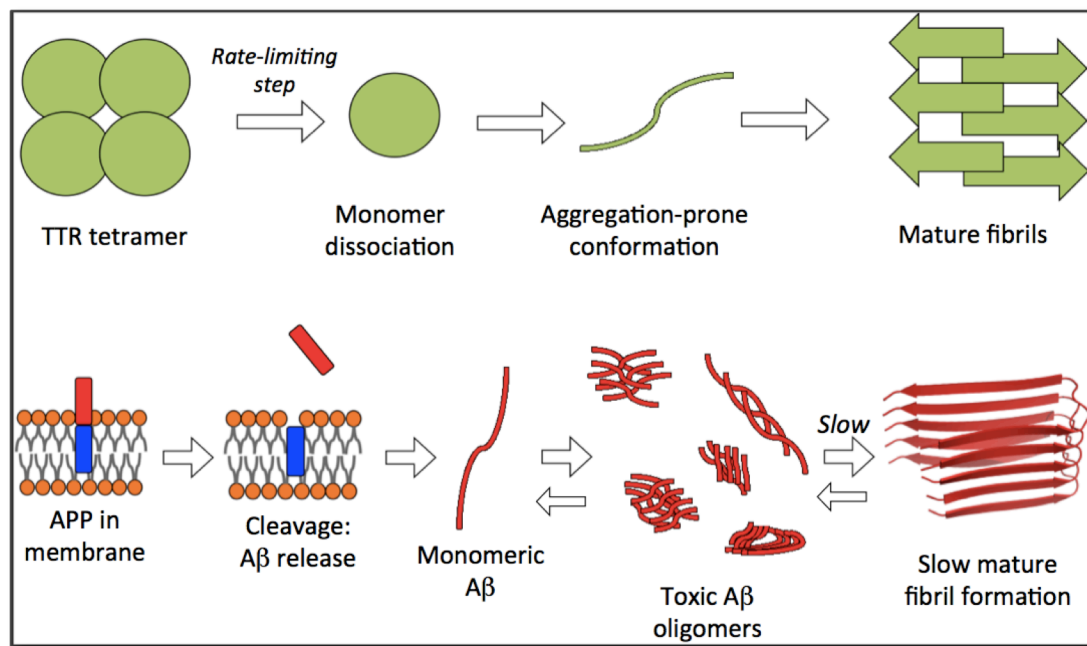 Rate-limiting
step
TTR tetramer
Monomer
dissociation
Aggregation-prone
conformation
Mature fibrils
APP in
membrane
Cleavage:
Aβ release
Monomeric
Aβ
Toxic Aβ
oligomers
Slow
Slow mature
fibril formation